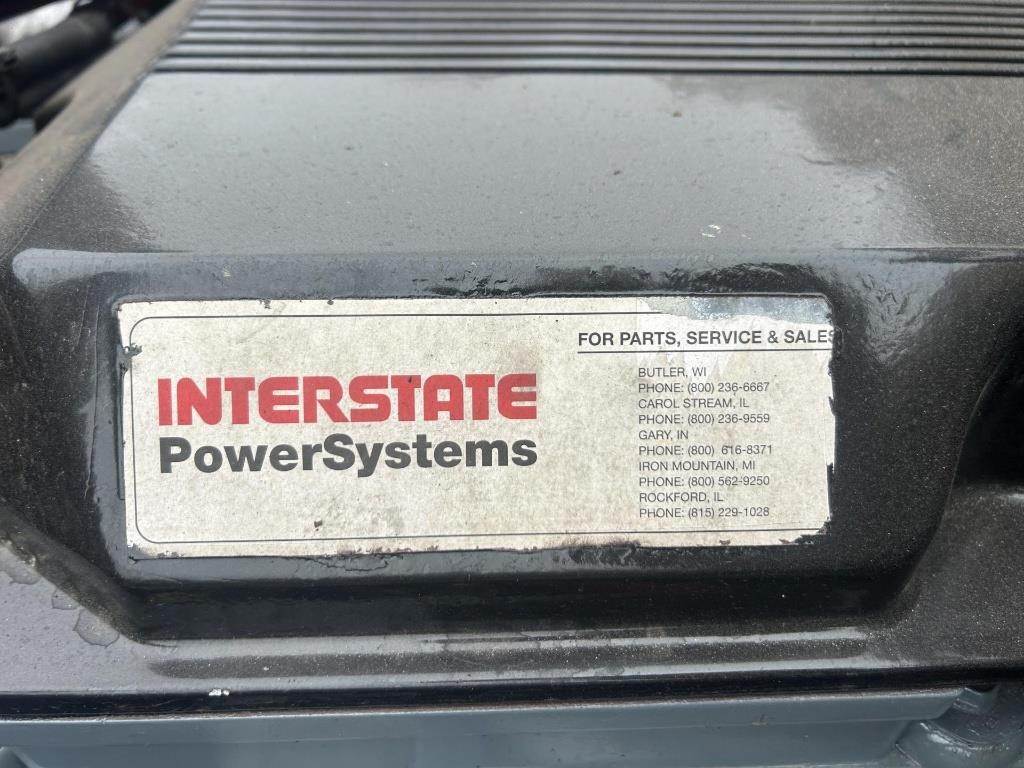 INTERSTATE
PowerSystems
FOR PARTS, SERVICE & SALES
BUTLER, WI
PHONE: (800) 236-6667
CAROL STREAM, IL
PHONE: (800) 236-9559
GARY, IN
PHONE: (800) 616-8371
IRON MOUNTAIN, MI
PHONE: (800) 562-9250
ROCKFORD, IL
PHONE: (815) 229-1028